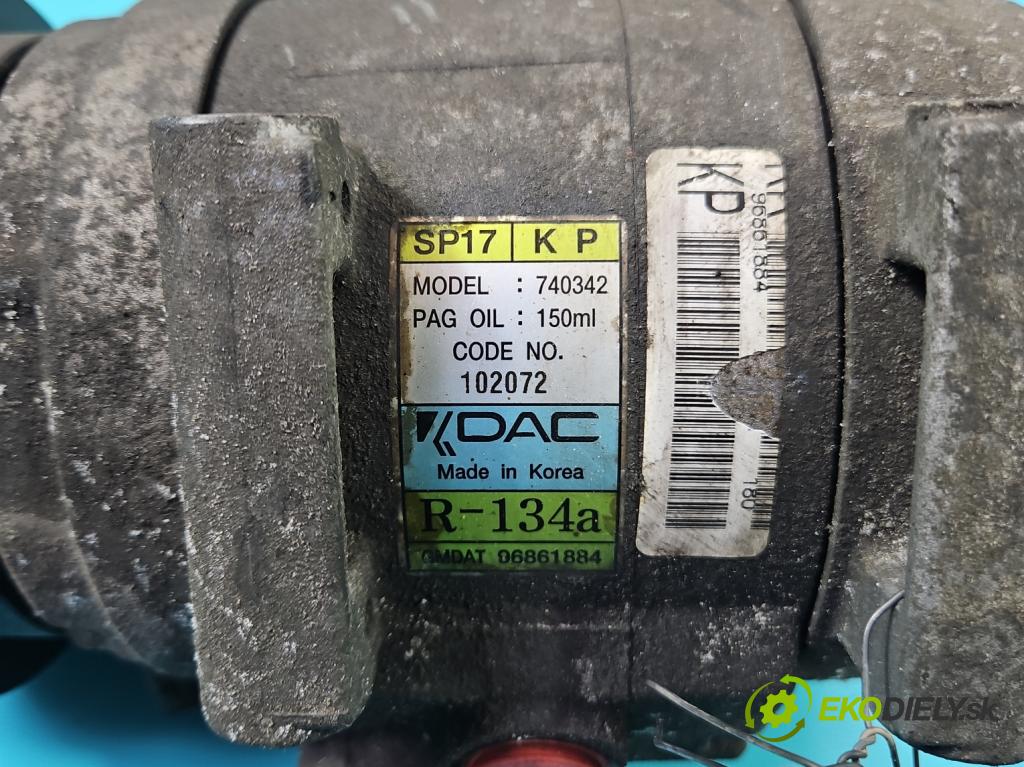 SP17 K P
MODEL : 740342
PAG OIL : 150ml
CODE NO.
102072
KDAC
Made in Korea
R-134a
GMDAT 96861884
KP
96861884
180
EKODIELY.sk